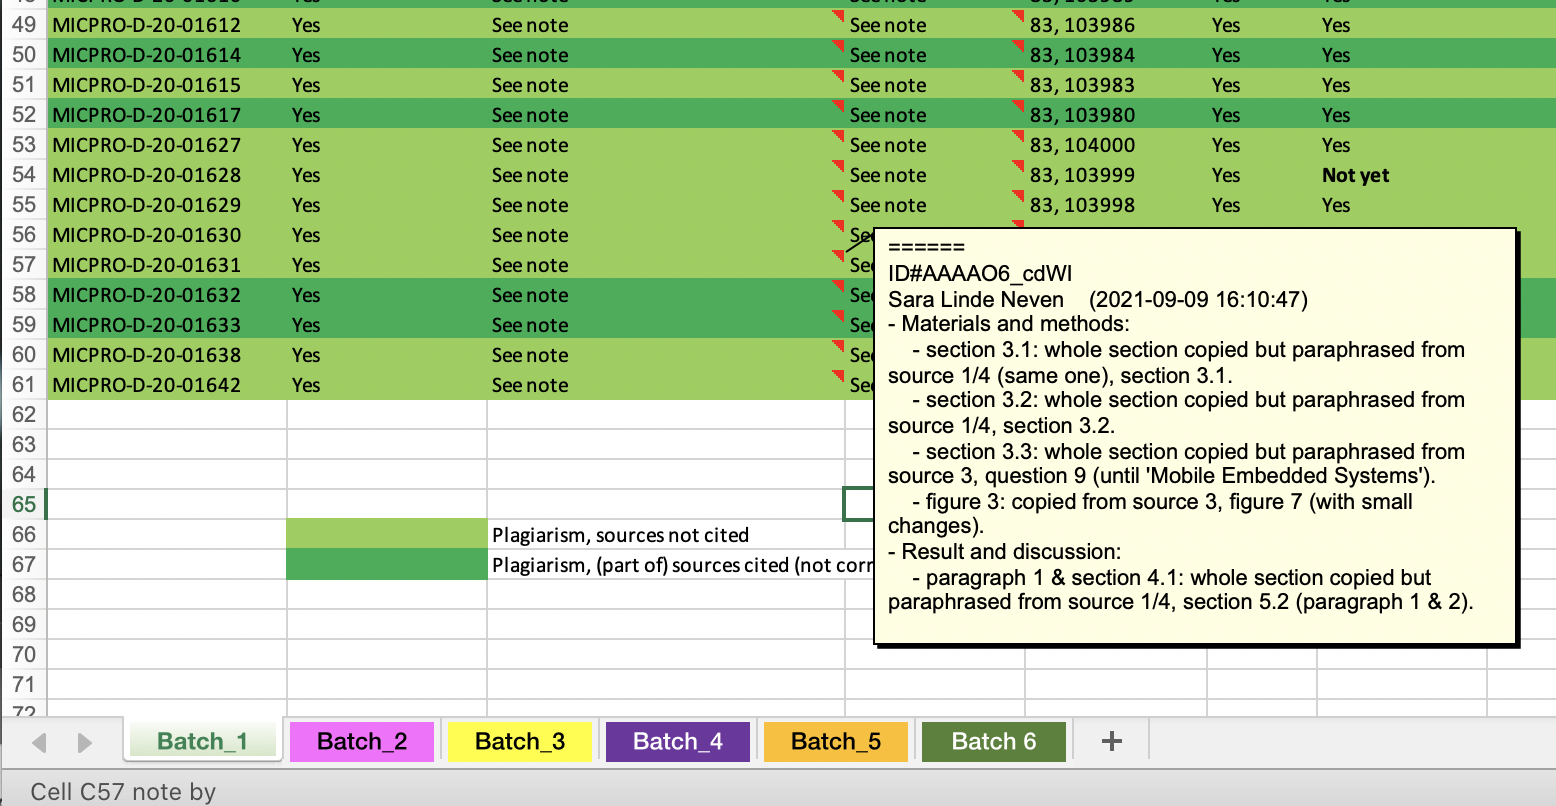 49 MICPRO-D-20-01612 Yes See note See note 83, 103986 Yes Yes
50 MICPRO-D-20-01614 Yes See note See note 83, 103984 Yes Yes
51 MICPRO-D-20-01615 Yes See note See note 83, 103983 Yes Yes
52 MICPRO-D-20-01617 Yes See note See note 83, 103980 Yes Yes
53 MICPRO-D-20-01627 Yes See note See note 83, 104000 Yes Yes
54 MICPRO-D-20-01628 Yes See note See note 83, 103999 Yes Not yet
55 MICPRO-D-20-01629 Yes See note See note 83, 103998 Yes Yes
56 MICPRO-D-20-01630 Yes See note See
57 MICPRO-D-20-01631 Yes See note See
58 MICPRO-D-20-01632 Yes See note See
59 MICPRO-D-20-01633 Yes See note See
60 MICPRO-D-20-01638 Yes See note See
61 MICPRO-D-20-01642 Yes See note See
62
63
64
65
66 Plagiarism, sources not cited
67 Plagiarism, (part of) sources cited (not corr
68
69
70
71
72
======
ID#AAAAO6_cdWI
Sara Linde Neven (2021-09-09 16:10:47)
- Materials and methods:
- section 3.1: whole section copied but paraphrased from
source 1/4 (same one), section 3.1.
- section 3.2: whole section copied but paraphrased from
source 1/4, section 3.2.
- section 3.3: whole section copied but paraphrased from
source 3, question 9 (until 'Mobile Embedded Systems').
- figure 3: copied from source 3, figure 7 (with small
changes).
- Result and discussion:
- paragraph 1 & section 4.1: whole section copied but
paraphrased from source 1/4, section 5.2 (paragraph 1 & 2).
Batch_1 Batch_2 Batch_3 Batch_4 Batch_5 Batch 6 +
Cell C57 note by